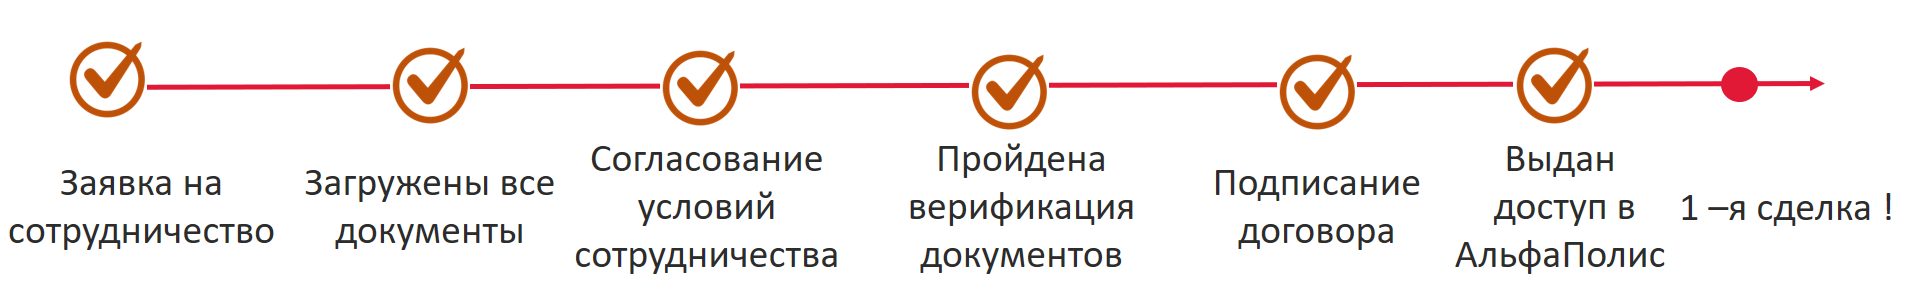 Заявка на
сотрудничество
Загружены все
документы
Согласование
условий
сотрудничества
Пройдена
верификация
документов
Подписание
договора
Выдан
доступ в
АльфаПолис
1 –я сделка !